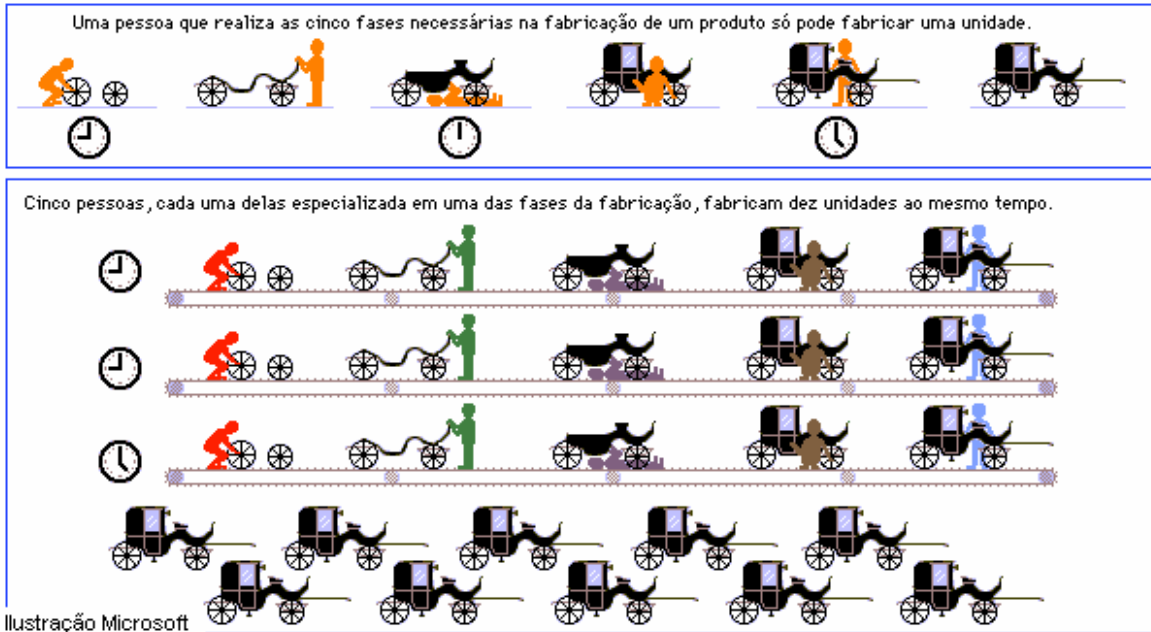 Uma pessoa que realiza as cinco fases necessárias na fabricação de um produto só pode fabricar uma unidade.
Cinco pessoas, cada uma delas especializada em uma das fases da fabricação, fabricam dez unidades ao mesmo tempo.
Ilustração Microsoft